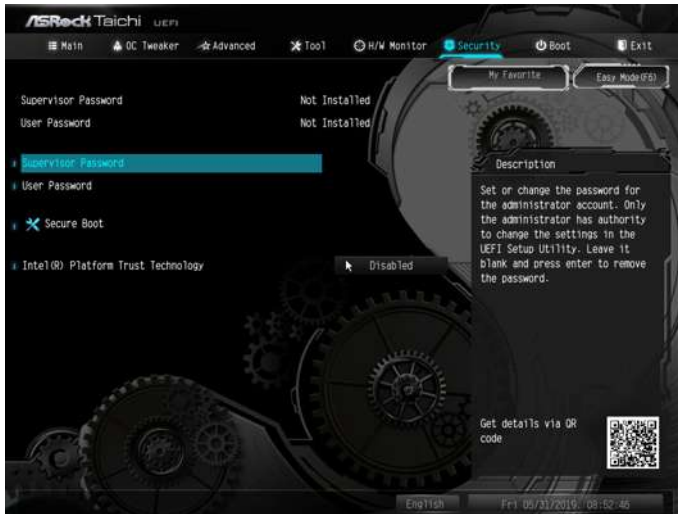 ASRock Taichi UEFI
Main OC Tweaker Advanced Tool H/W Monitor Security Boot Exit
My Favorite Easy Mode(F6)
Supervisor Password Not Installed
User Password Not Installed
Supervisor Password
User Password
Secure Boot
Intel(R) Platform Trust Technology Disabled
Description
Set or change the password for
the administrator account. Only
the administrator has authority
to change the settings in the
UEFI Setup Utility. Leave it
blank and press enter to remove
the password.
Get details via QR
code
English Fri 05/31/2019, 08:52:46